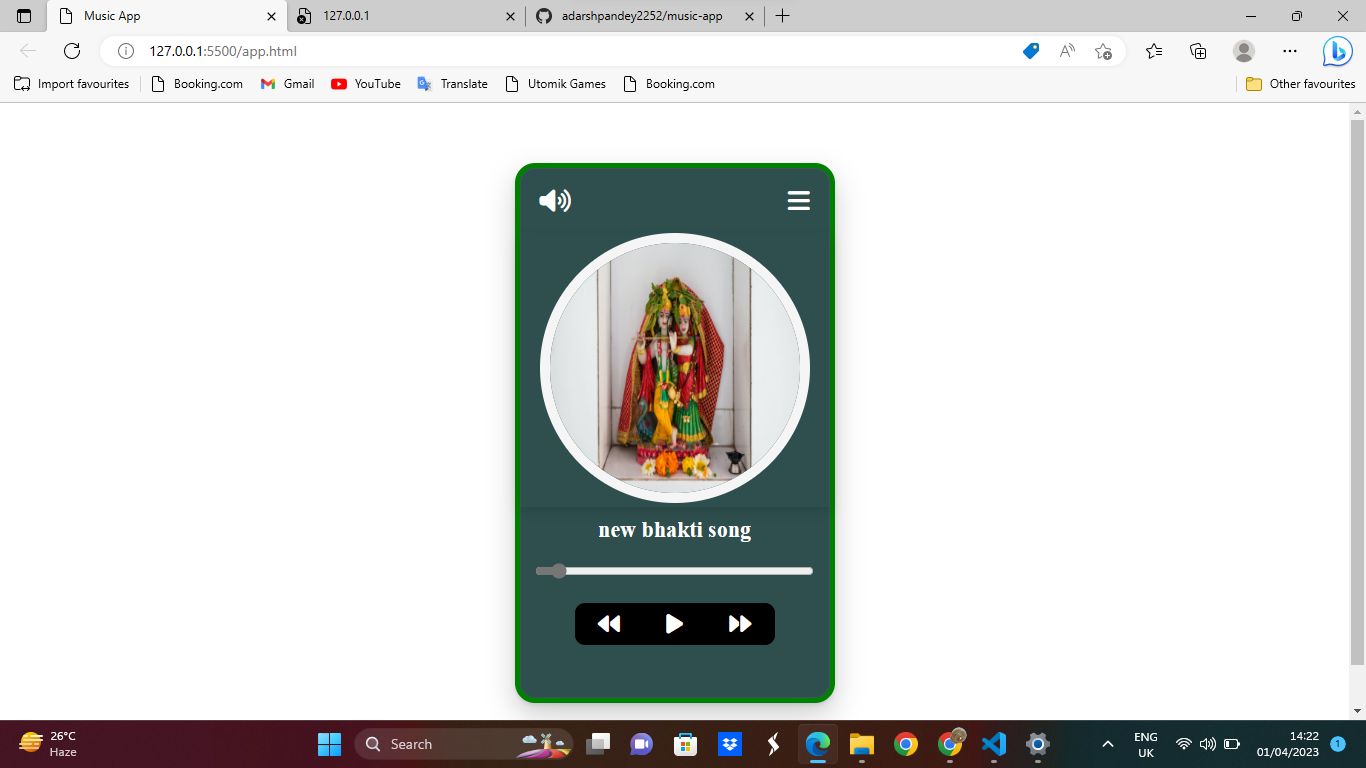 Music App
127.0.0.1
adarshpandey2252/music-app
127.0.0.1:5500/app.html
Import favourites
Booking.com
Gmail
YouTube
Translate
Utomik Games
Booking.com
Other favourites
new bhakti song
26°C
Haze
Search
ENG
UK
14:22
01/04/2023
1